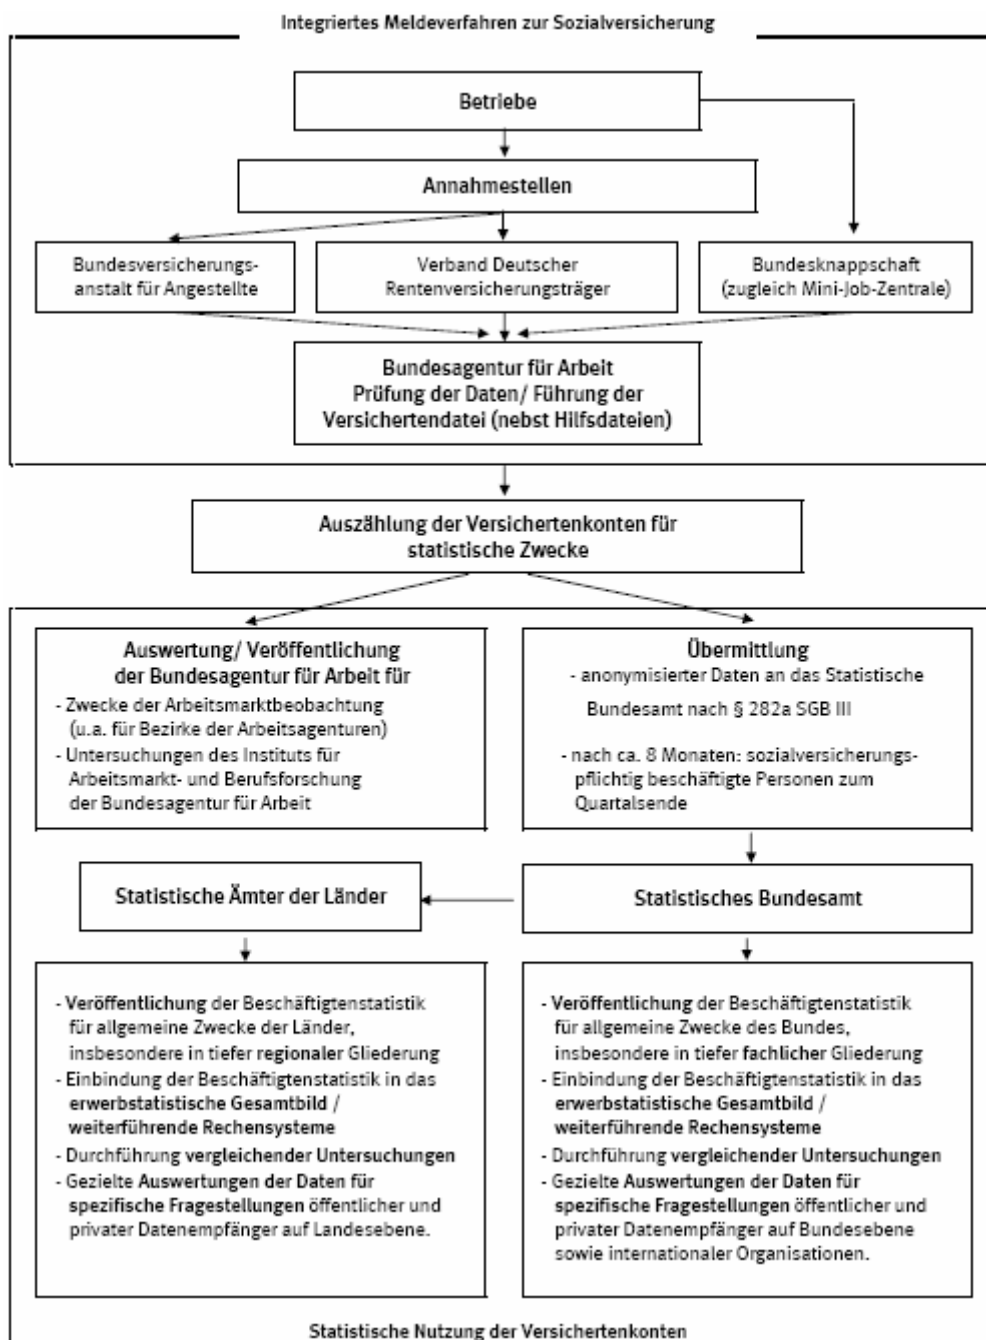 Integriertes Meldeverfahren zur Sozialversicherung
Betriebe
Annahmestellen
Bundesversicherungs-
anstalt für Angestellte
Verband Deutscher
Rentenversicherungsträger
Bundesknappschaft
(zugleich Mini-Job-Zentrale)
Bundesagentur für Arbeit
Prüfung der Daten/ Führung der
Versichertendatei (nebst Hilfsdateien)
Auszählung der Versichertenkonten für
statistische Zwecke
Auswertung/ Veröffentlichung
der Bundesagentur für Arbeit für
- Zwecke der Arbeitsmarktbeobachtung
(u.a. für Bezirke der Arbeitsagenturen)
- Untersuchungen des Instituts für
Arbeitsmarkt- und Berufsforschung
der Bundesagentur für Arbeit
Übermittlung
- anonymisierter Daten an das Statistische
Bundesamt nach § 282a SGB III
- nach ca. 8 Monaten: sozialversicherungs-
pflichtig beschäftigte Personen zum
Quartalsende
Statistische Ämter der Länder
Statistisches Bundesamt
- Veröffentlichung der Beschäftigtenstatistik
für allgemeine Zwecke der Länder,
insbesondere in tiefer regionaler Gliederung
- Einbindung der Beschäftigtenstatistik in das
erwerbstatistische Gesamtbild /
weiterführende Rechensysteme
- Durchführung vergleichender Untersuchungen
- Gezielte Auswertungen der Daten für
spezifische Fragestellungen öffentlicher und
privater Datenempfänger auf Landesebene.
- Veröffentlichung der Beschäftigtenstatistik
für allgemeine Zwecke des Bundes,
insbesondere in tiefer fachlicher Gliederung
- Einbindung der Beschäftigtenstatistik in das
erwerbstatistische Gesamtbild /
weiterführende Rechensysteme
- Durchführung vergleichender Untersuchungen
- Gezielte Auswertungen der Daten für
spezifische Fragestellungen öffentlicher und
privater Datenempfänger auf Bundesebene
sowie internationaler Organisationen.
Statistische Nutzung der Versichertenkonten